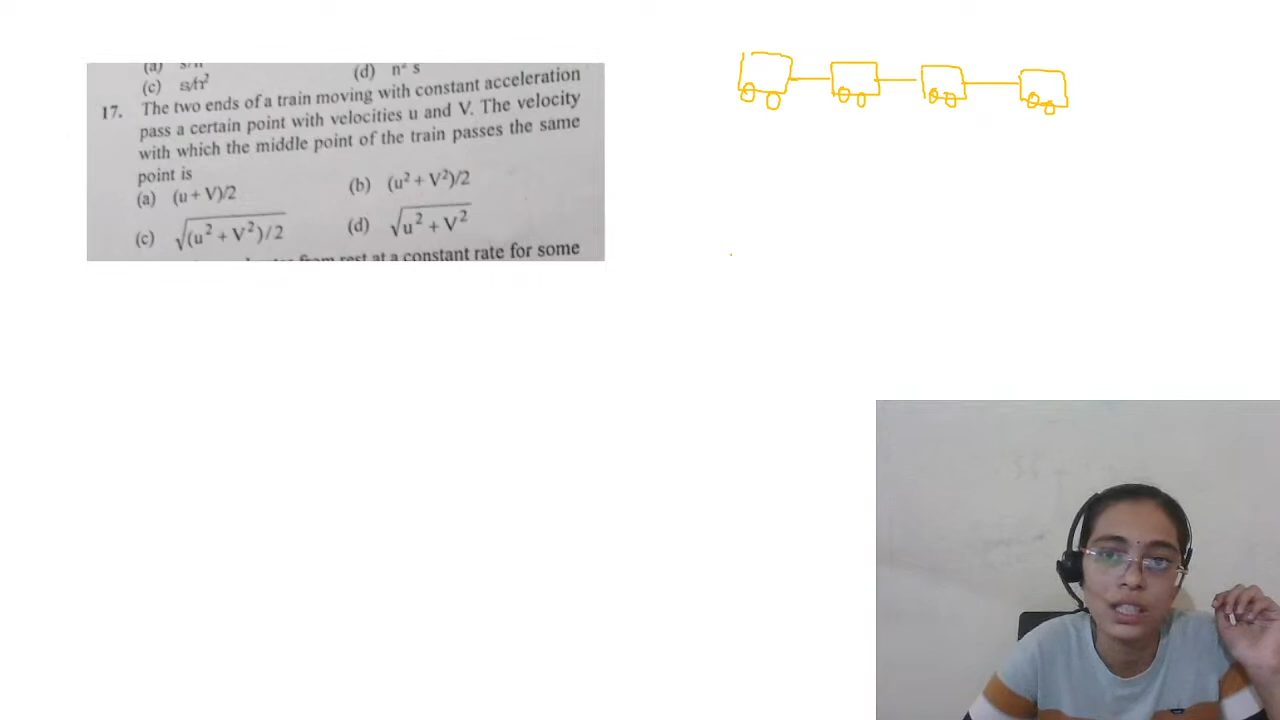 (a) s/n
(d) n² s
(c) s/n²
17. The two ends of a train moving with constant acceleration
pass a certain point with velocities u and V. The velocity
with which the middle point of the train passes the same
point is
(a) (u + V)/2
(b) (u² + V²)/2
(c) √(u² + V²)/2
(d) √u² + V²
from rest at a constant rate for some